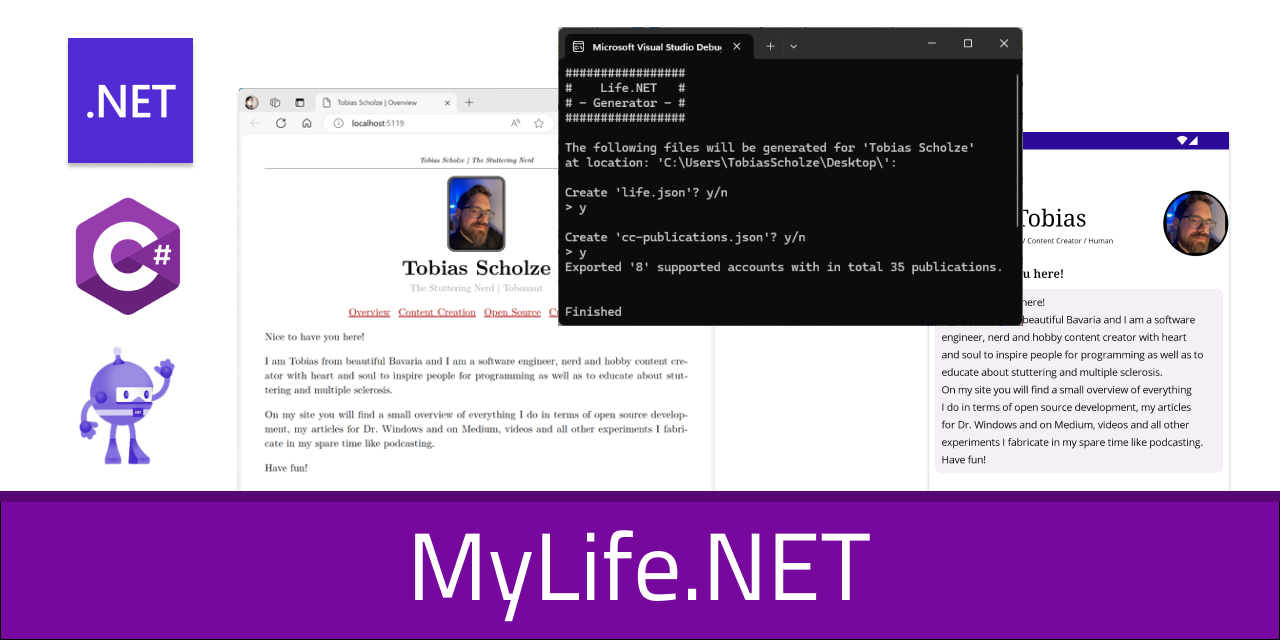 .NET
C#
.NET
Tobias Scholze | Overview
localhost:5119
Tobias Scholze | The Stuttering Nerd
Tobias Scholze
The Stuttering Nerd | Tobonaut
Overview Content Creation Open Source
Nice to have you here!
I am Tobias from beautiful Bavaria and I am a software engineer, nerd and hobby content cre-
ator with heart and soul to inspire people for programming as well as to educate about stut-
tering and multiple sclerosis.
On my site you will find a small overview of everything I do in terms of open source develop-
ment, my articles for Dr. Windows and on Medium, videos and all other experiments I fabri-
cate in my spare time like podcasting.
Have fun!
Microsoft Visual Studio Debug
#################
# Life.NET #
# - Generator - #
#################
The following files will be generated for 'Tobias Scholze'
at location: 'C:\Users\TobiasScholze\Desktop\':
Create 'life.json'? y/n
> y
Create 'cc-publications.json'? y/n
> y
Exported '8' supported accounts with in total 35 publications.
Finished
Tobias
/ Content Creator / Human
u here!
here!
beautiful Bavaria and I am a software
engineer, nerd and hobby content creator with heart
and soul to inspire people for programming as well as to
educate about stuttering and multiple sclerosis.
On my site you will find a small overview of everything
I do in terms of open source development, my articles
for Dr. Windows and on Medium, videos and all other
experiments I fabricate in my spare time like podcasting.
Have fun!
MyLife.NET